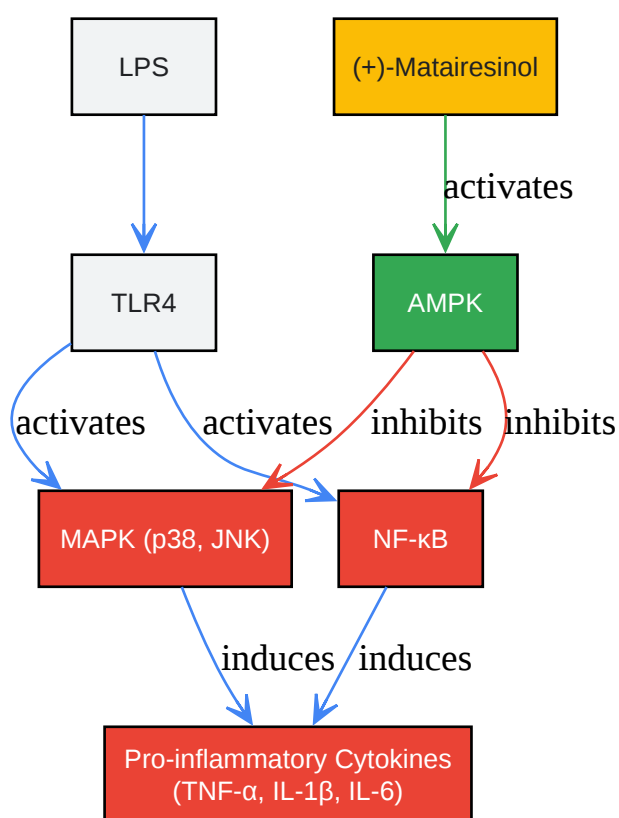 LPS
(+)-Matairesinol
activates
TLR4
AMPK
activates
activates
inhibits
inhibits
MAPK (p38, JNK)
NF-κB
induces
induces
Pro-inflammatory Cytokines
(TNF-α, IL-1β, IL-6)